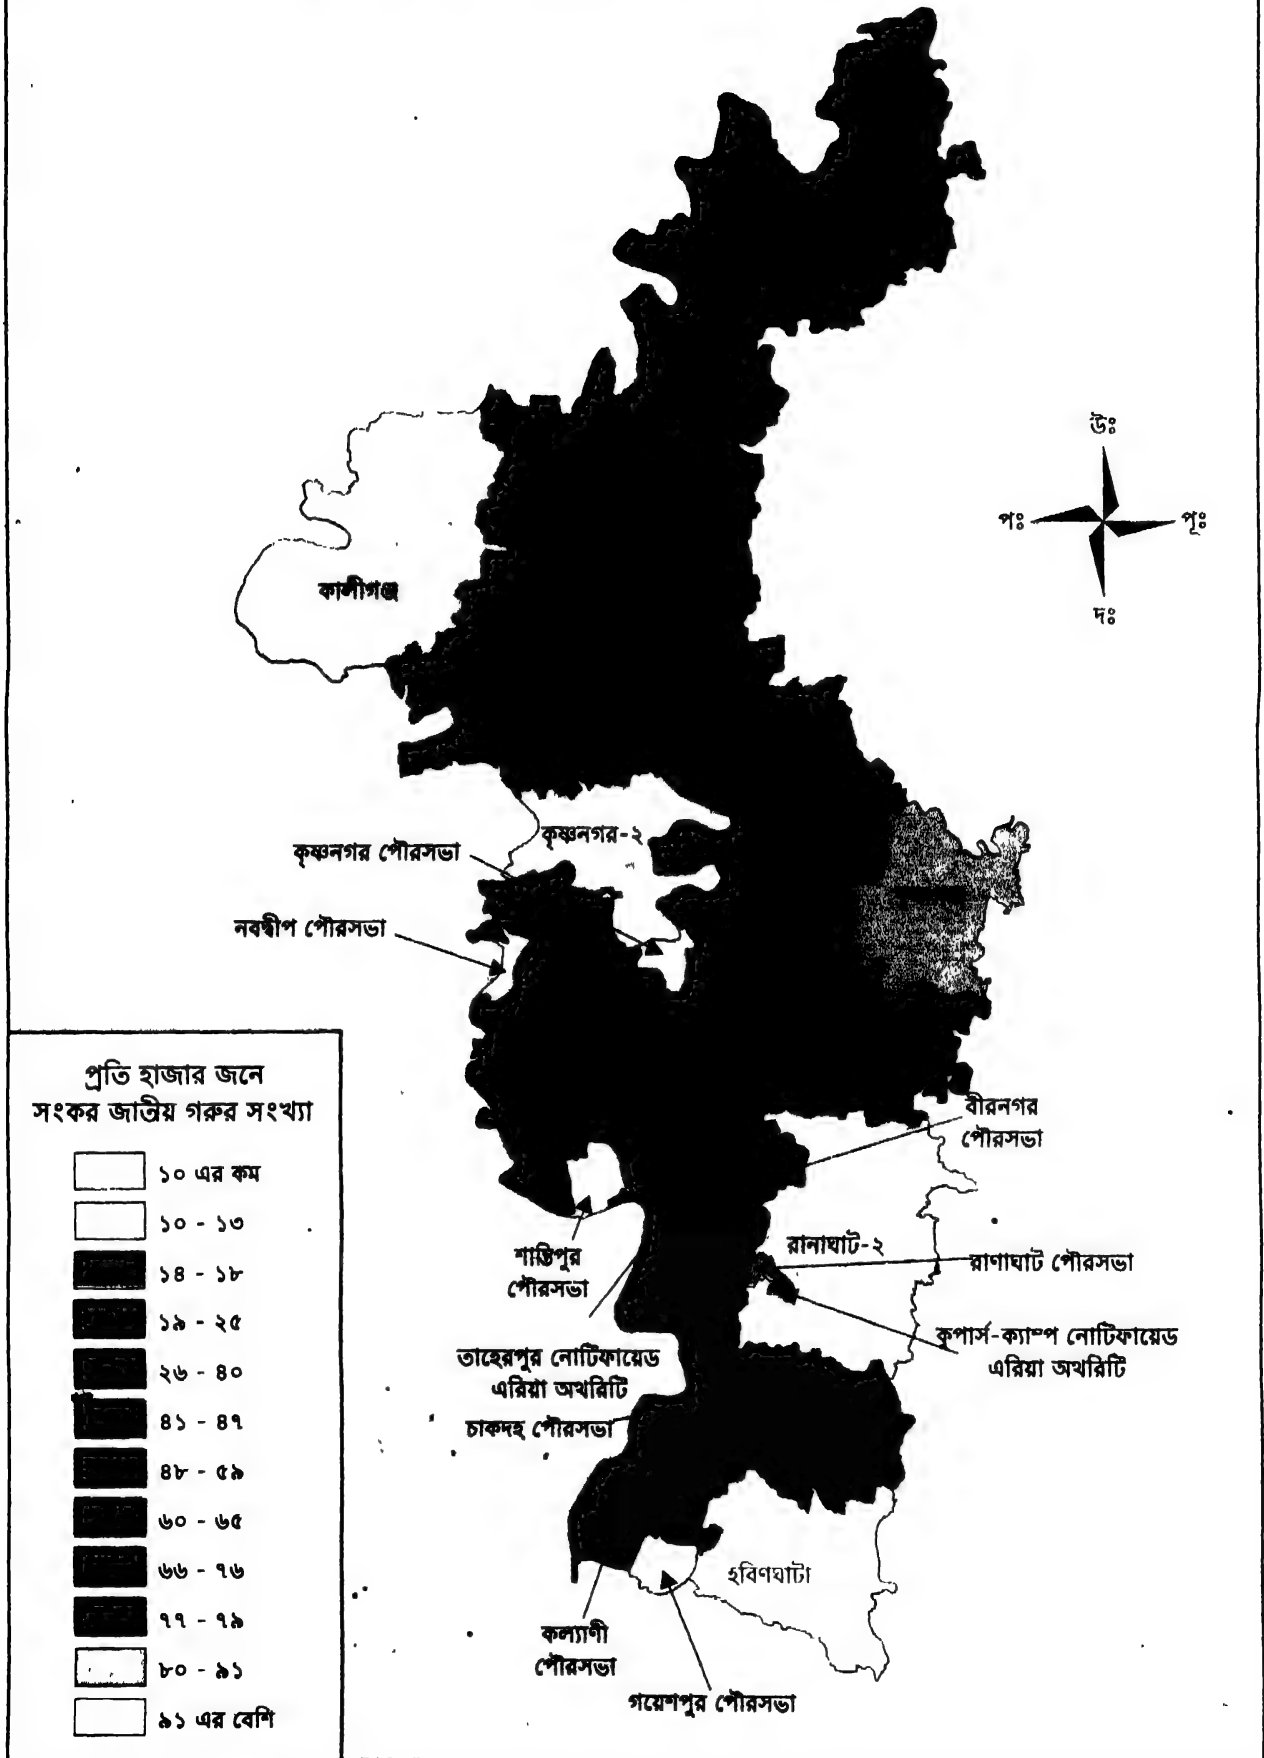 উঃ
পঃ
পূঃ
দঃ
কালীগঞ্জ
কৃষ্ণনগর-২
কৃষ্ণনগর পৌরসভা
নবদ্বীপ পৌরসভা
প্রতি হাজার জনে
সংকর জাতীয় গরুর সংখ্যা
১০ এর কম
১০ - ১৩
১৪ - ১৮
১৯ - ২৫
২৬ - ৪০
৪১ - ৪৭
৪৮ - ৫৯
৬০ - ৬৫
৬৬ - ৭৬
৭৭ - ৭৯
৮০ - ৯১
৯১ এর বেশি
বীরনগর
পৌরসভা
শান্তিপুর
পৌরসভা
রানাঘাট-২
রাণাঘাট পৌরসভা
কুপার্স-ক্যাম্প নোটিফায়েড
এরিয়া অথরিটি
তাহেরপুর নোটিফায়েড
এরিয়া অথরিটি
চাকদহ পৌরসভা
হরিণঘাটা
কল্যাণী
পৌরসভা
গয়েশপুর পৌরসভা